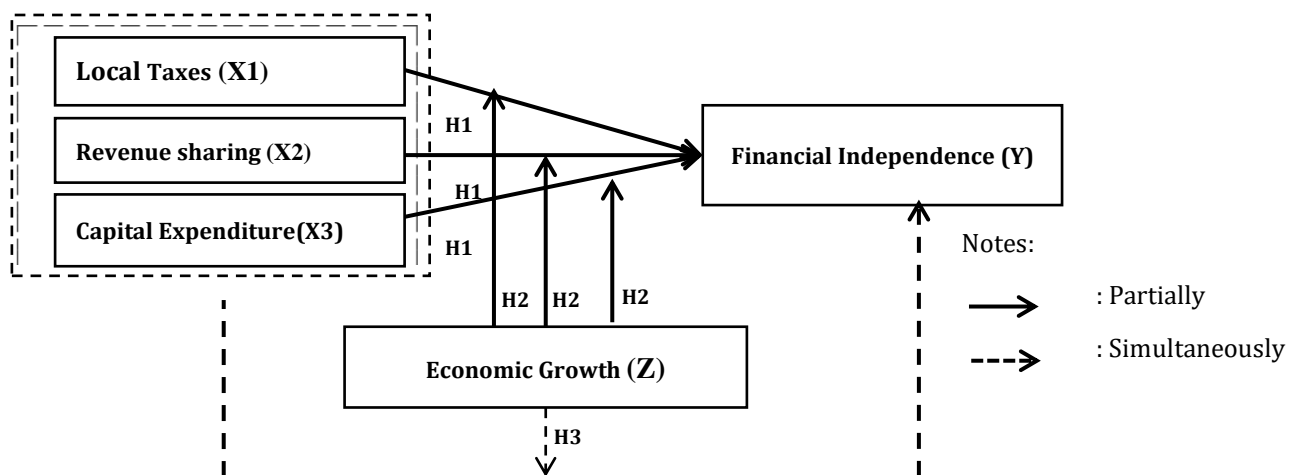 Local Taxes (X1)
Revenue sharing (X2)
Capital Expenditure(X3)
H1
H1
H1
Financial Independence (Y)
H2
H2
H2
Economic Growth (Z)
H3
Notes:
: Partially
: Simultaneously